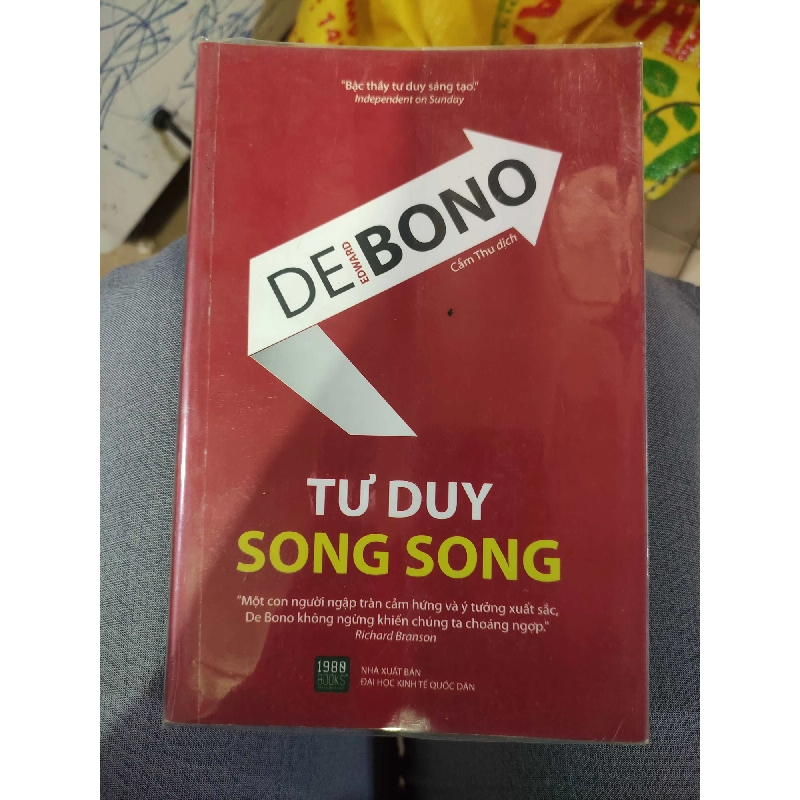 "Bậc thầy tư duy sáng tạo."
Independent on Sunday
DE EDWARD BONO
Cẩm Thu dịch
TƯ DUY
SONG SONG
"Một con người ngập tràn cảm hứng và ý tưởng xuất sắc,
De Bono không ngừng khiến chúng ta choáng ngợp."
Richard Branson
1980
BOOKS
NHÀ XUẤT BẢN
ĐẠI HỌC KINH TẾ QUỐC DÂN